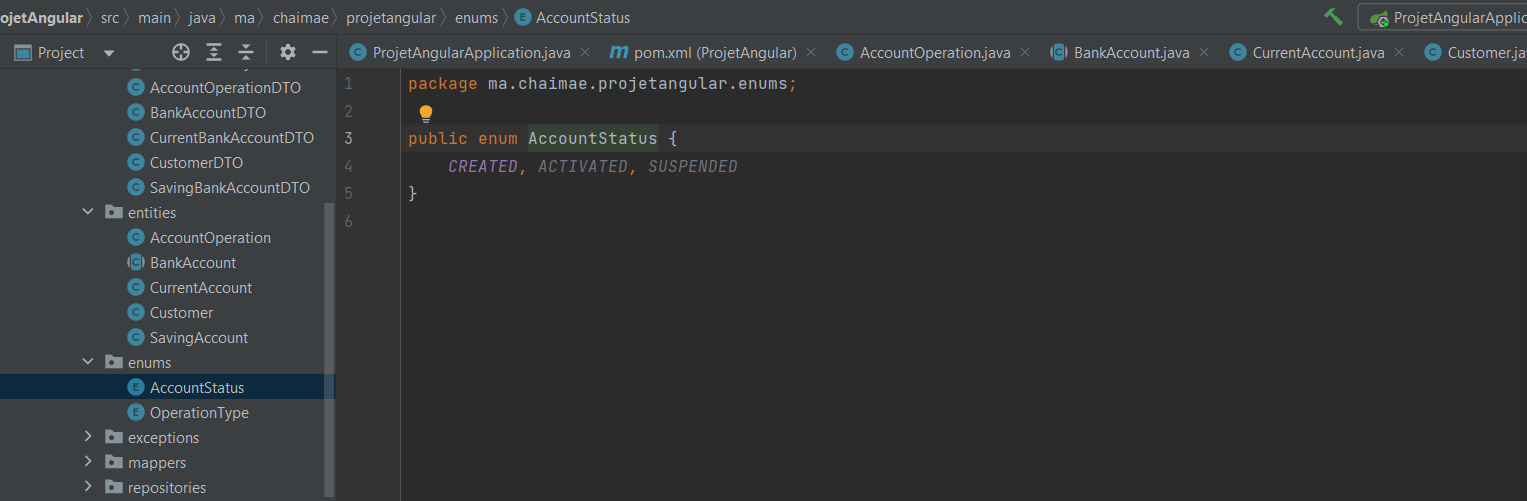 ojetAngular 〉 src 〉 main 〉 java 〉 ma 〉 chaimae 〉 projetangular 〉 enums 〉 AccountStatus ProjetAngularApplic
Project ProjetAngularApplication.java pom.xml (ProjetAngular) AccountOperation.java BankAccount.java CurrentAccount.java Customer.ja
AccountOperationDTO
BankAccountDTO
CurrentBankAccountDTO
CustomerDTO
SavingBankAccountDTO
entities
AccountOperation
BankAccount
CurrentAccount
Customer
SavingAccount
enums
AccountStatus
OperationType
exceptions
mappers
repositories
1 package ma.chaimae.projetangular.enums;
2
3 public enum AccountStatus {
4 CREATED, ACTIVATED, SUSPENDED
5 }
6